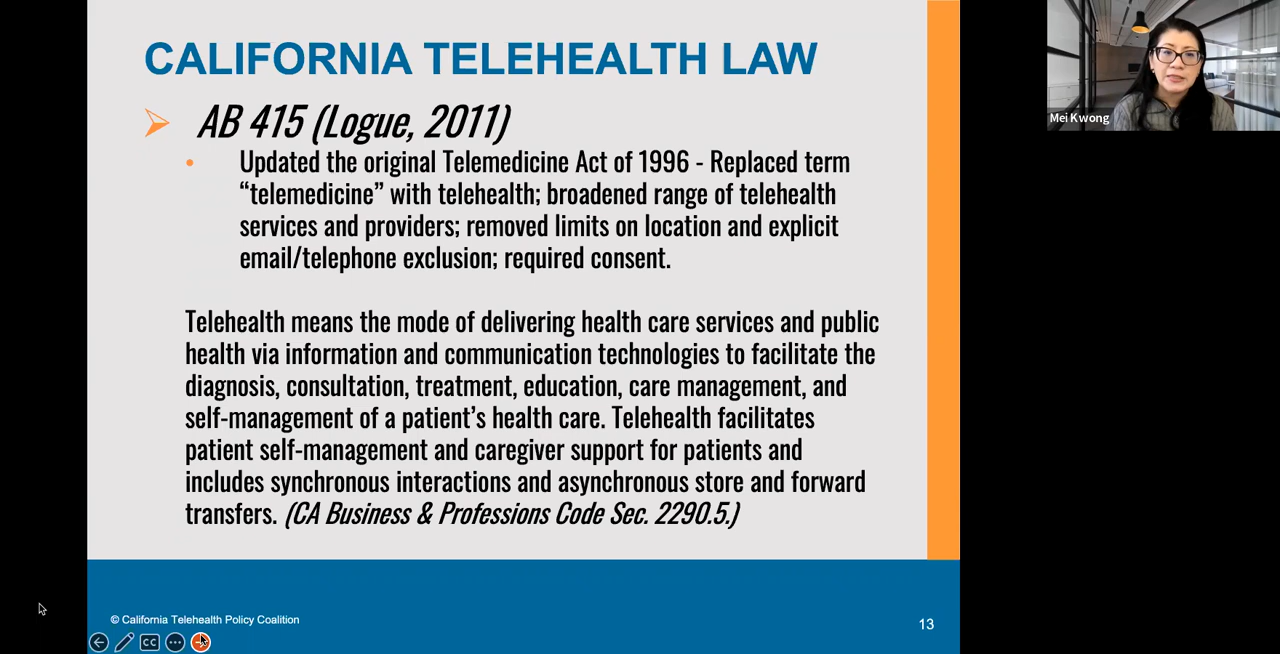 CALIFORNIA TELEHEALTH LAW
AB 415 (Logue, 2011)
Updated the original Telemedicine Act of 1996 - Replaced term
“telemedicine” with telehealth; broadened range of telehealth
services and providers; removed limits on location and explicit
email/telephone exclusion; required consent.
Telehealth means the mode of delivering health care services and public
health via information and communication technologies to facilitate the
diagnosis, consultation, treatment, education, care management, and
self-management of a patient’s health care. Telehealth facilitates
patient self-management and caregiver support for patients and
includes synchronous interactions and asynchronous store and forward
transfers. (CA Business & Professions Code Sec. 2290.5.)
© California Telehealth Policy Coalition
13
CC
Mei Kwong